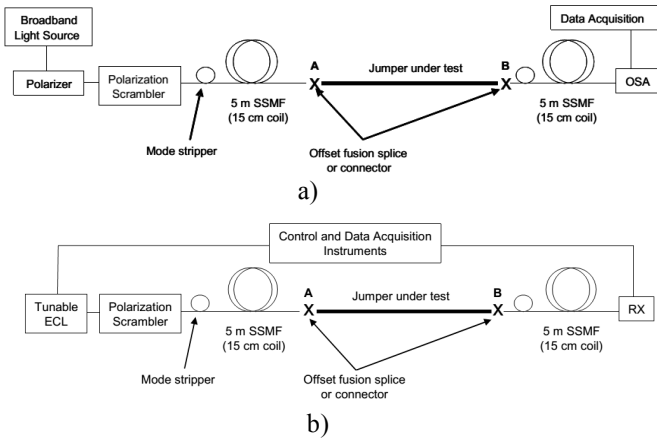 Broadband
Light Source
Data Acquisition
Polarizer
Polarization
Scrambler
A
Jumper under test
B
OSA
5 m SSMF
(15 cm coil)
5 m SSMF
(15 cm coil)
Mode stripper
Offset fusion splice
or connector
a)
Control and Data Acquisition
Instruments
Tunable
ECL
Polarization
Scrambler
A
Jumper under test
B
RX
X
X
X
X
5 m SSMF
(15 cm coil)
5 m SSMF
(15 cm coil)
Mode stripper
Offset fusion splice
or connector
b)